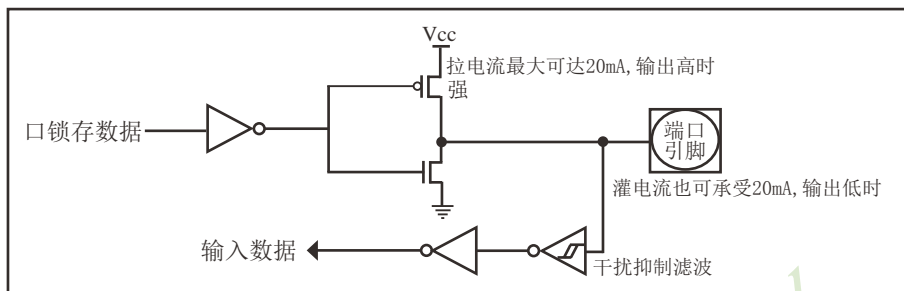 Vcc
拉电流最大可达20mA,输出高时
强
口锁存数据
端口
引脚
灌电流也可承受20mA,输出低时
输入数据
干扰抑制滤波